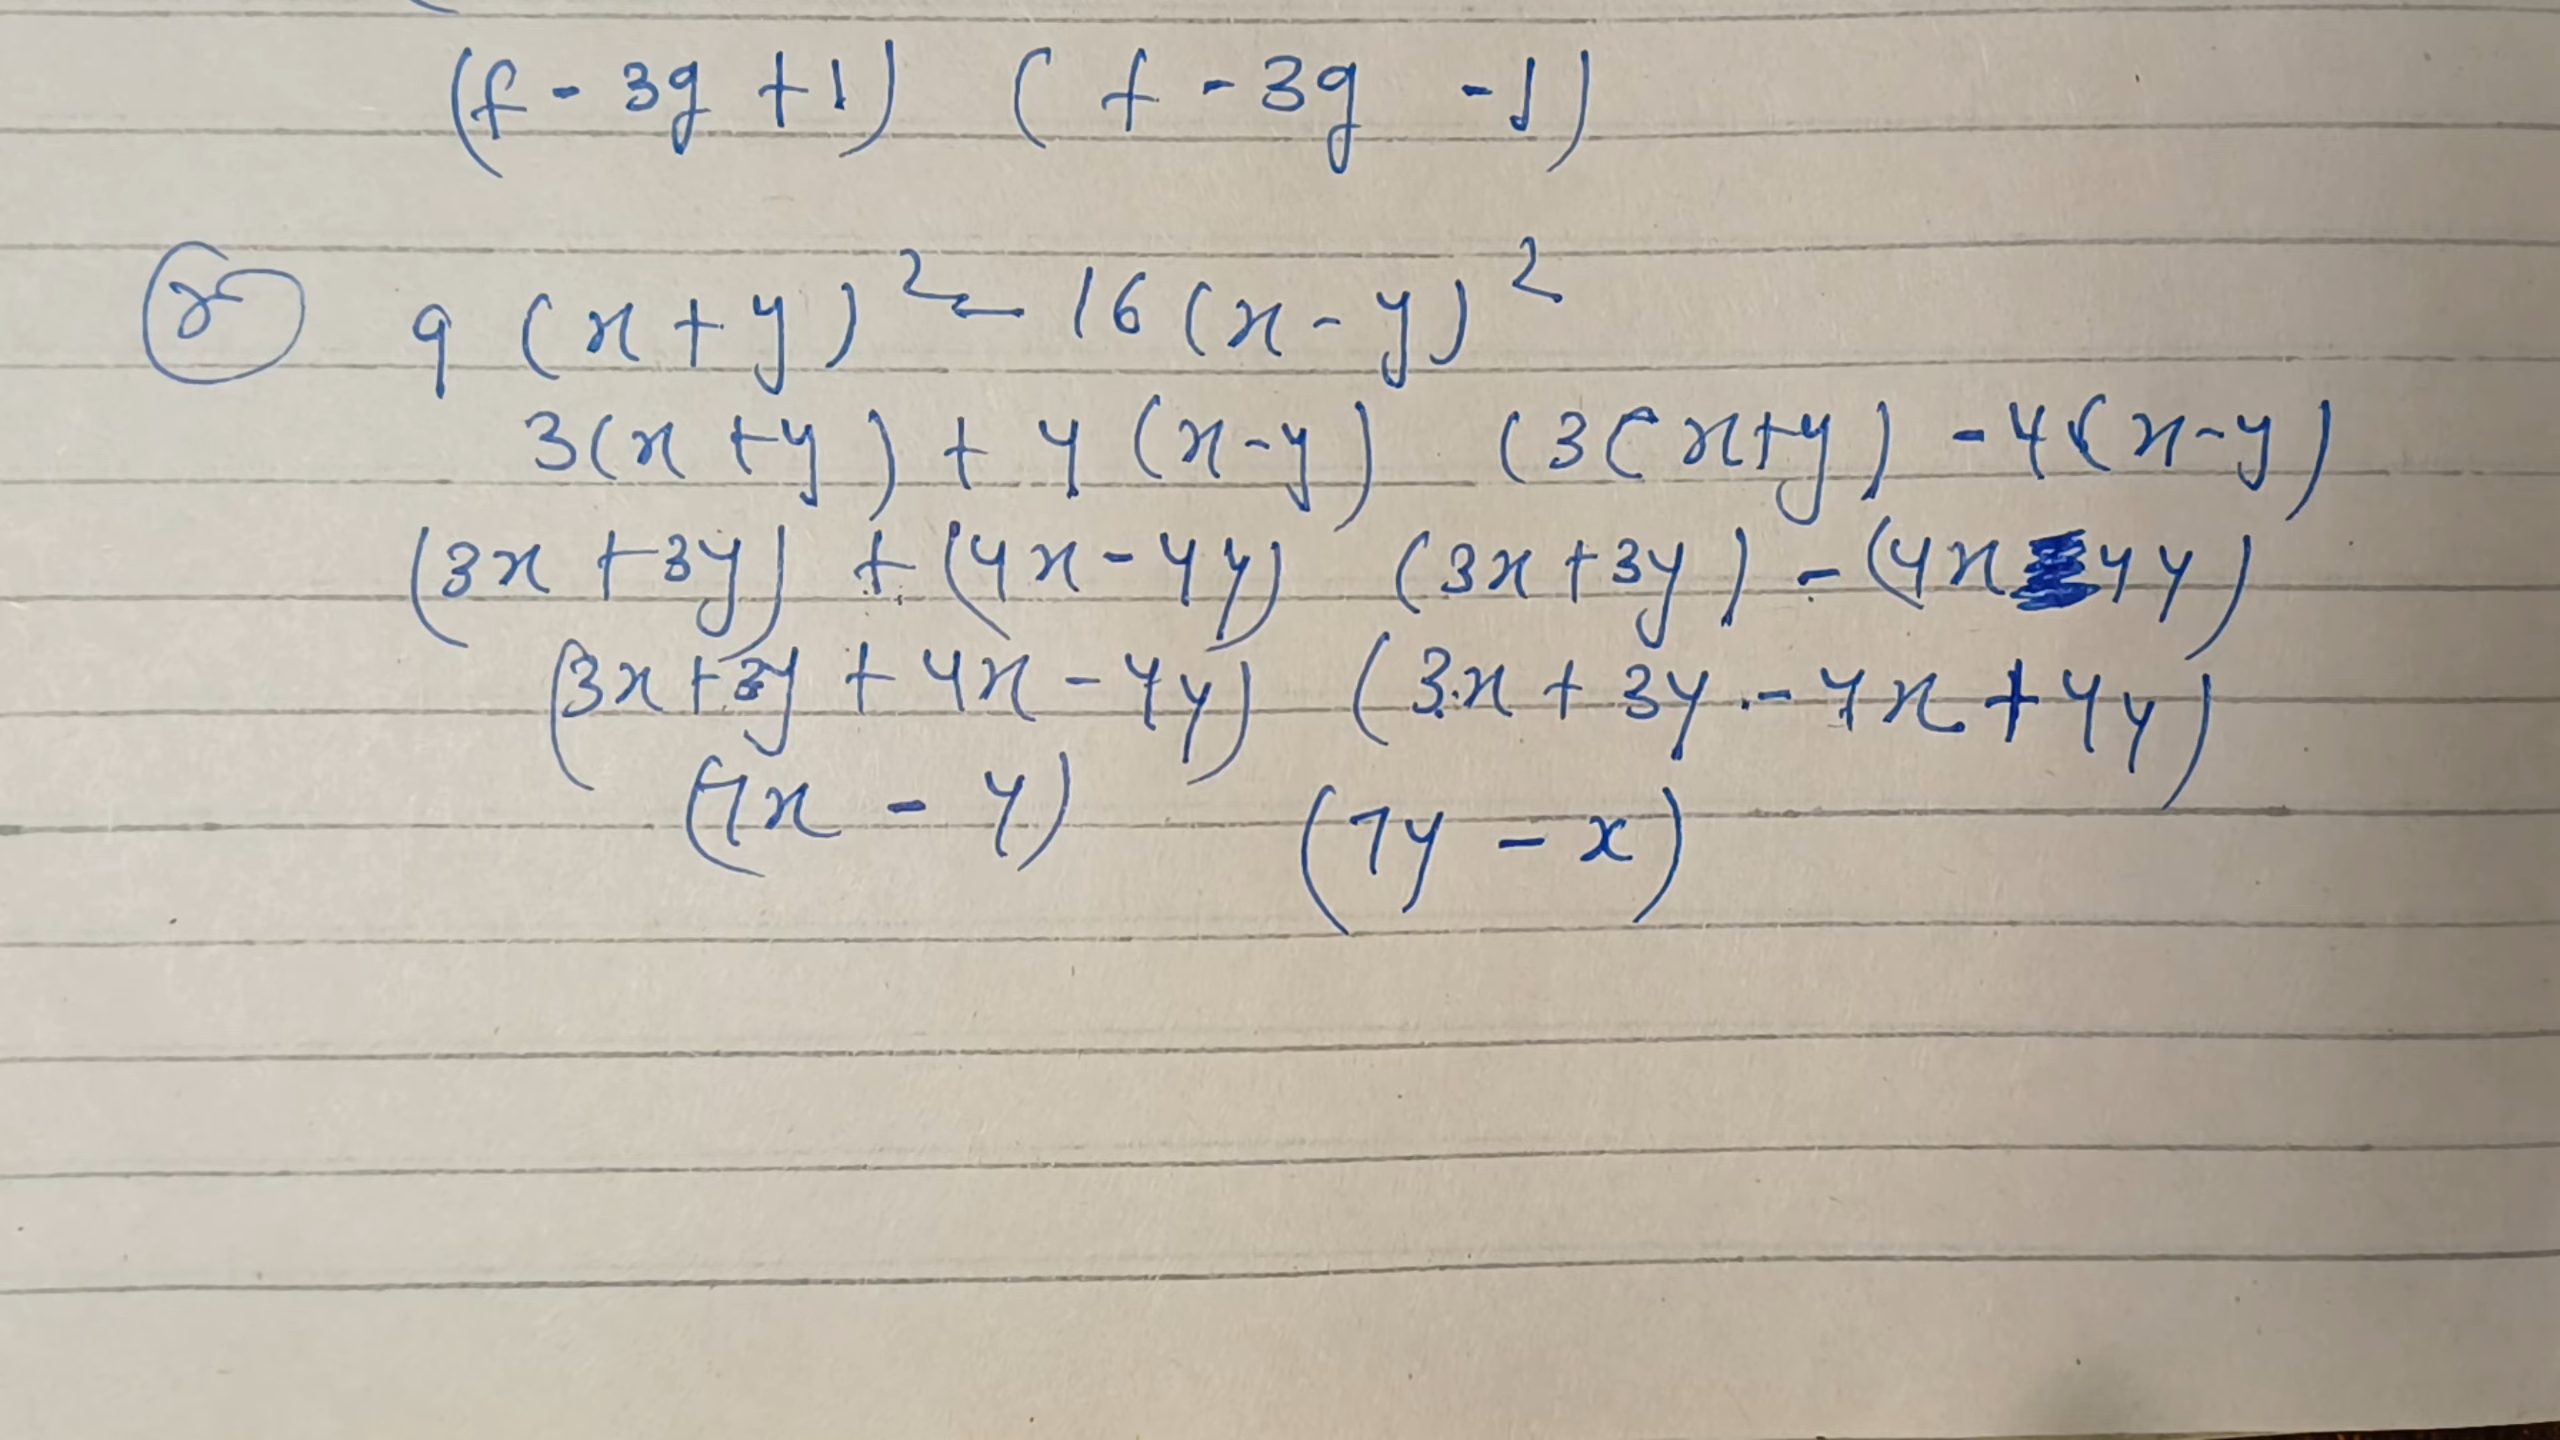 (f - 3g + 1) (f - 3g - 1)
r 9 (x + y)² - 16 (x - y)²
3(x + y) + 4 (x - y) (3(x + y) - 4(x - y)
(3x + 3y) + (4x - 4y) (3x + 3y) - (4x 4y)
(3x + 3y + 4x - 4y) (3x + 3y - 4x + 4y)
(7x - y) (7y - x)